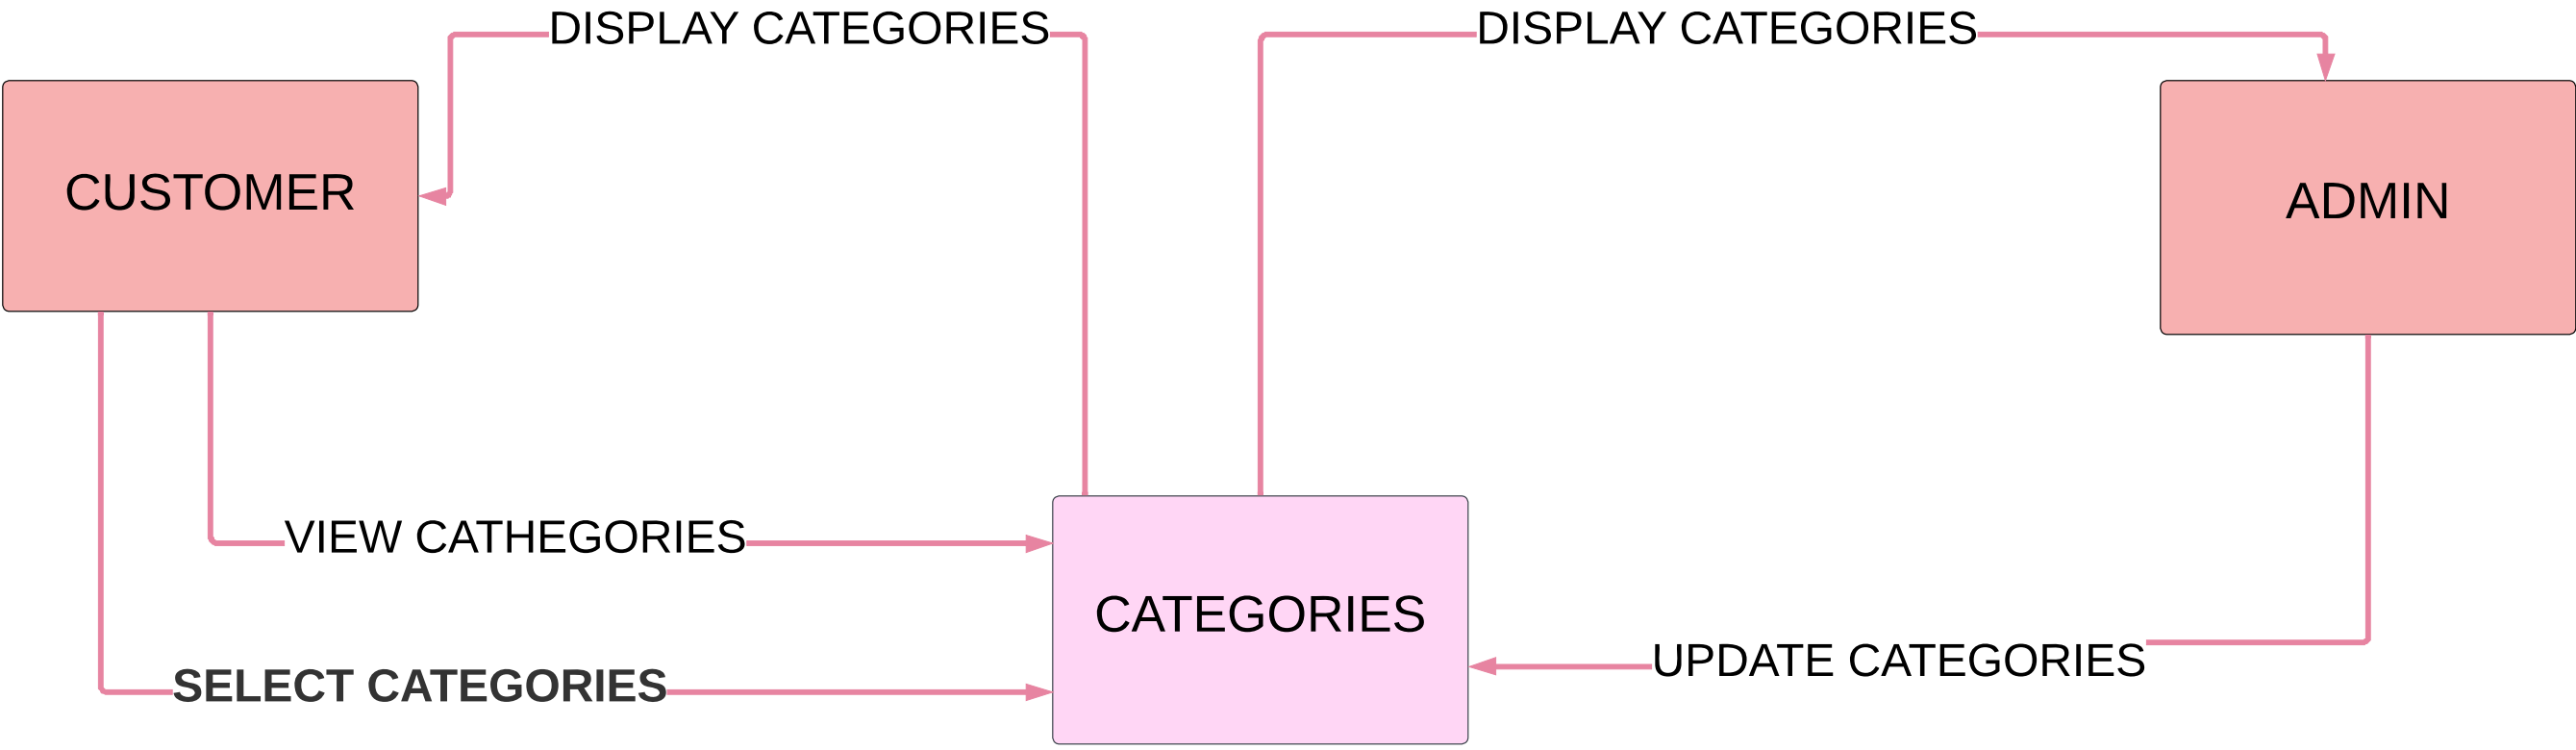 DISPLAY CATEGORIES
DISPLAY CATEGORIES
CUSTOMER
ADMIN
VIEW CATHEGORIES
CATEGORIES
UPDATE CATEGORIES
SELECT CATEGORIES